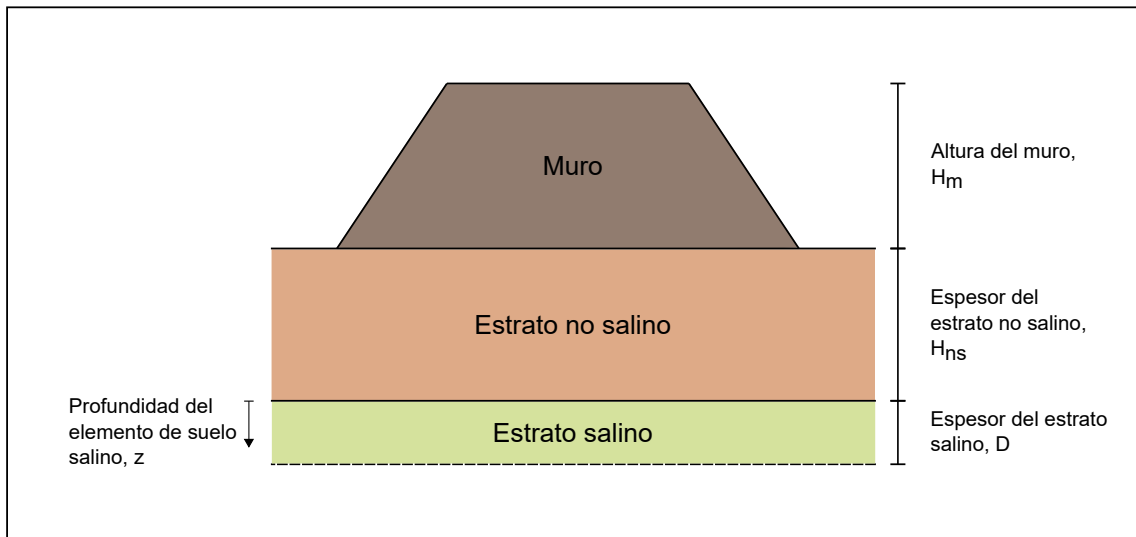 Muro
Altura del muro,
Hm
Estrato no salino
Espesor del
estrato no salino,
Hns
Profundidad del
elemento de suelo
salino, z
Estrato salino
Espesor del estrato
salino, D